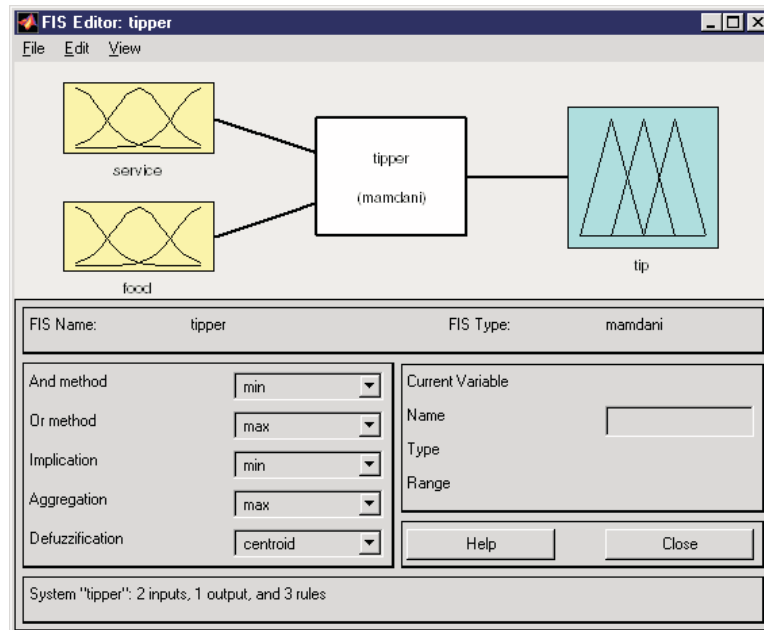 FIS Editor: tipper
File Edit View
service
food
tipper
(mamdani)
tip
FIS Name: tipper FIS Type: mamdani
And method min
Or method max
Implication min
Aggregation max
Defuzzification centroid
Current Variable
Name
Type
Range
Help Close
System "tipper": 2 inputs, 1 output, and 3 rules